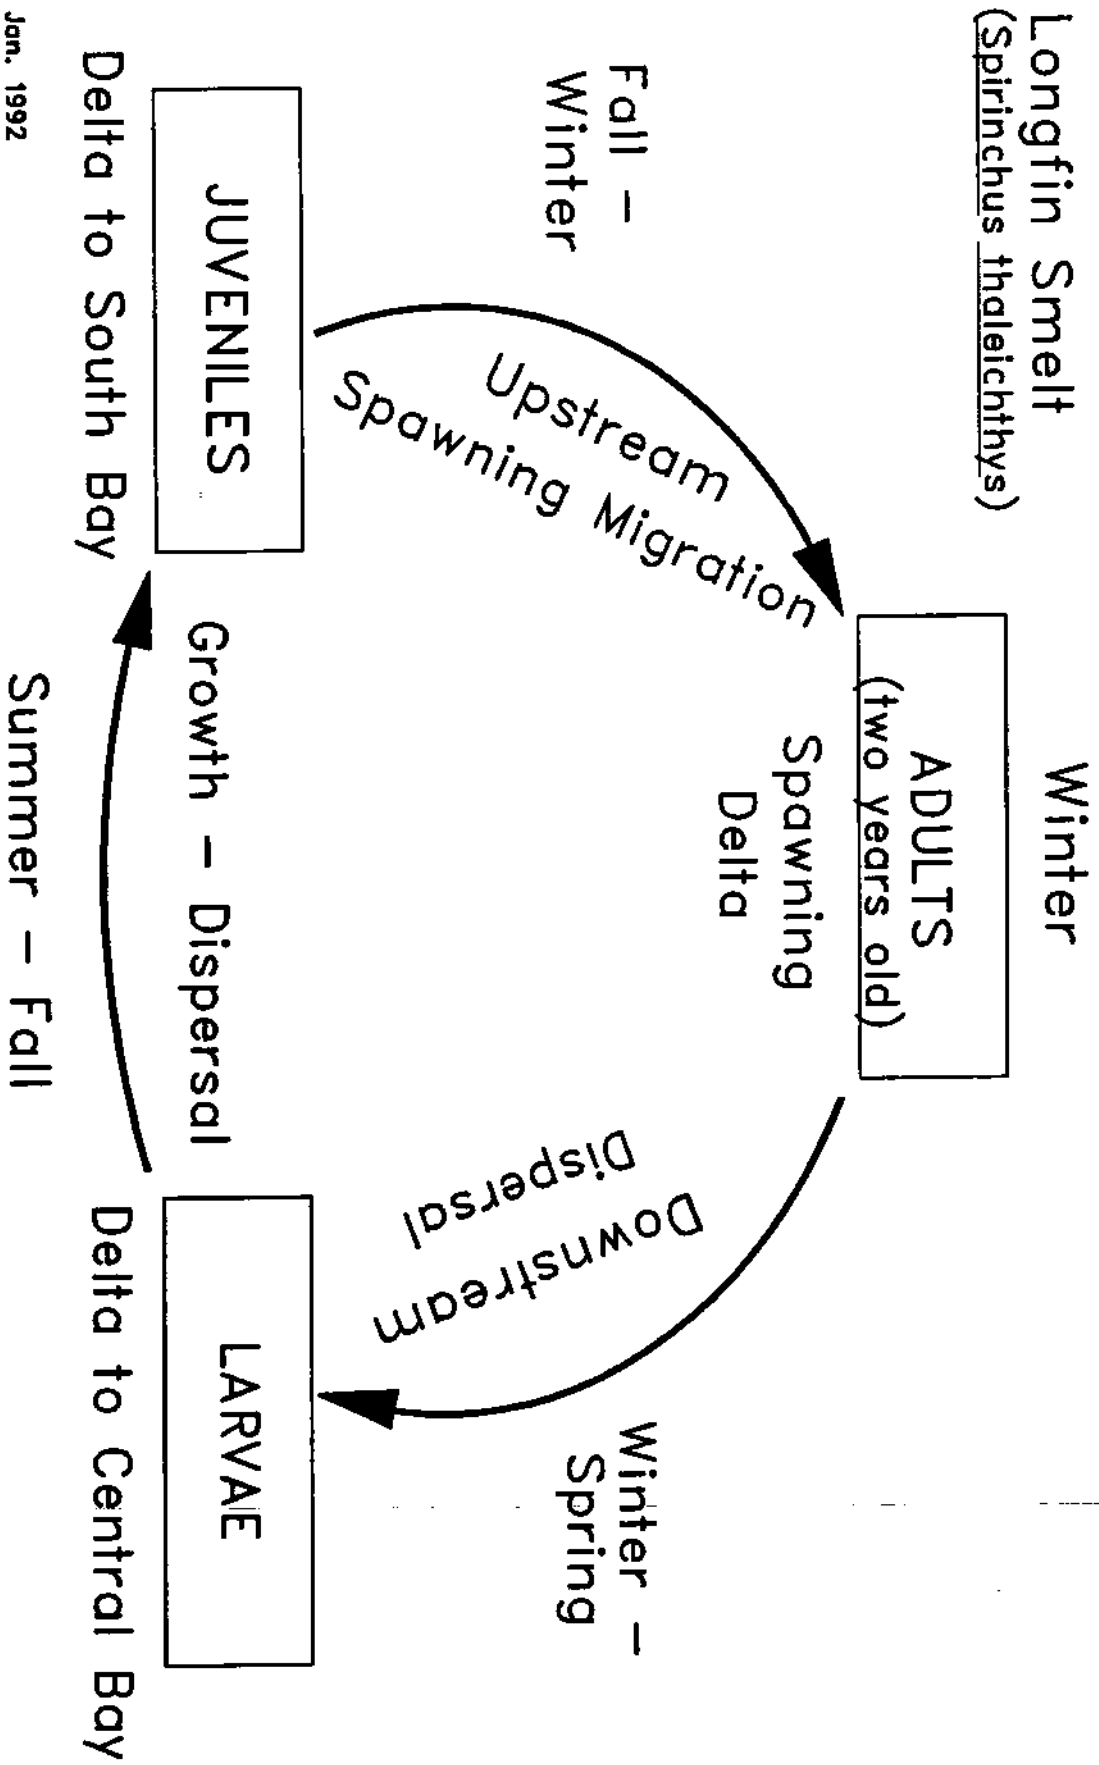 Longfin Smelt
(Spirinchus thaleichthys)
Winter
ADULTS
(two years old)
Spawning
Delta
Fall -
Winter
Upstream
Spawning Migration
Winter -
Spring
Downstream
Dispersal
JUVENILES
Delta to South Bay
Growth - Dispersal
Summer - Fall
LARVAE
Delta to Central Bay
Jan. 1992